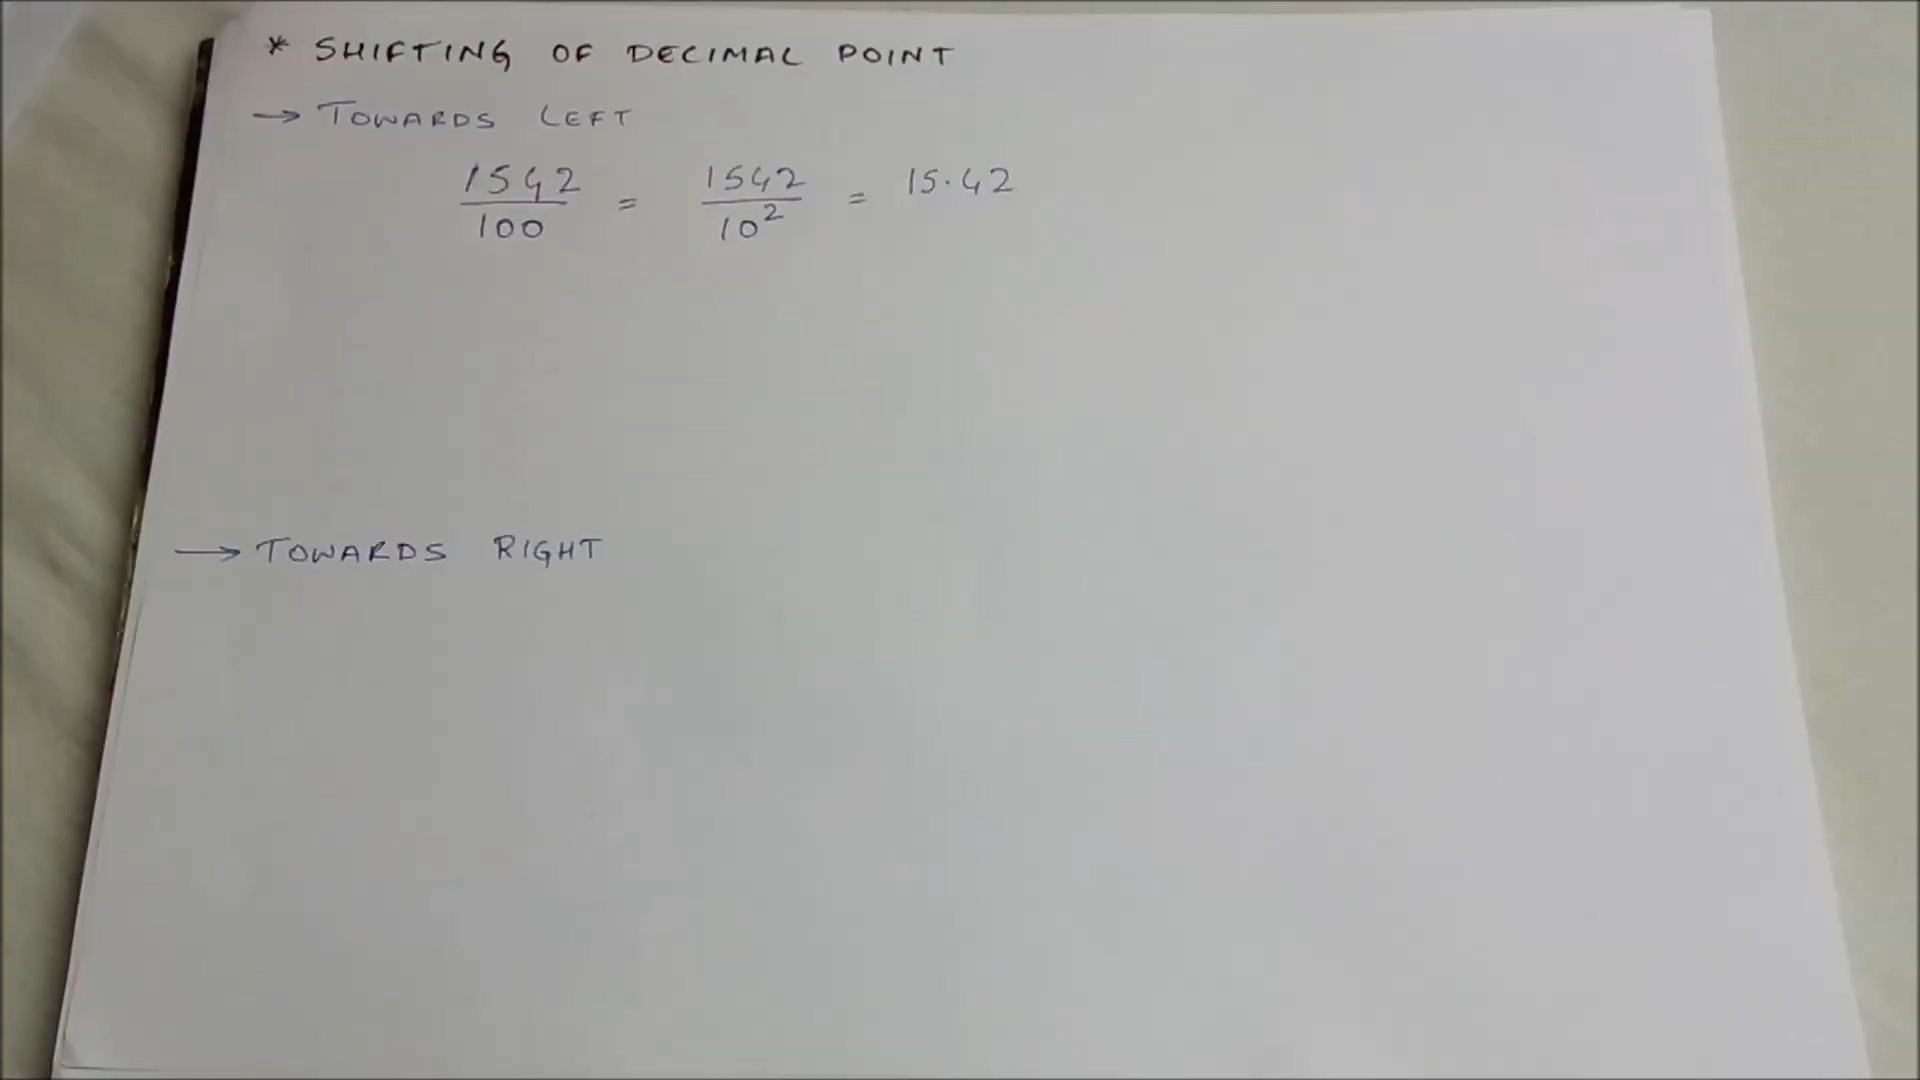 * SHIFTING OF DECIMAL POINT
→ TOWARDS LEFT
1542/100 = 1542/10² = 15.42
→ TOWARDS RIGHT